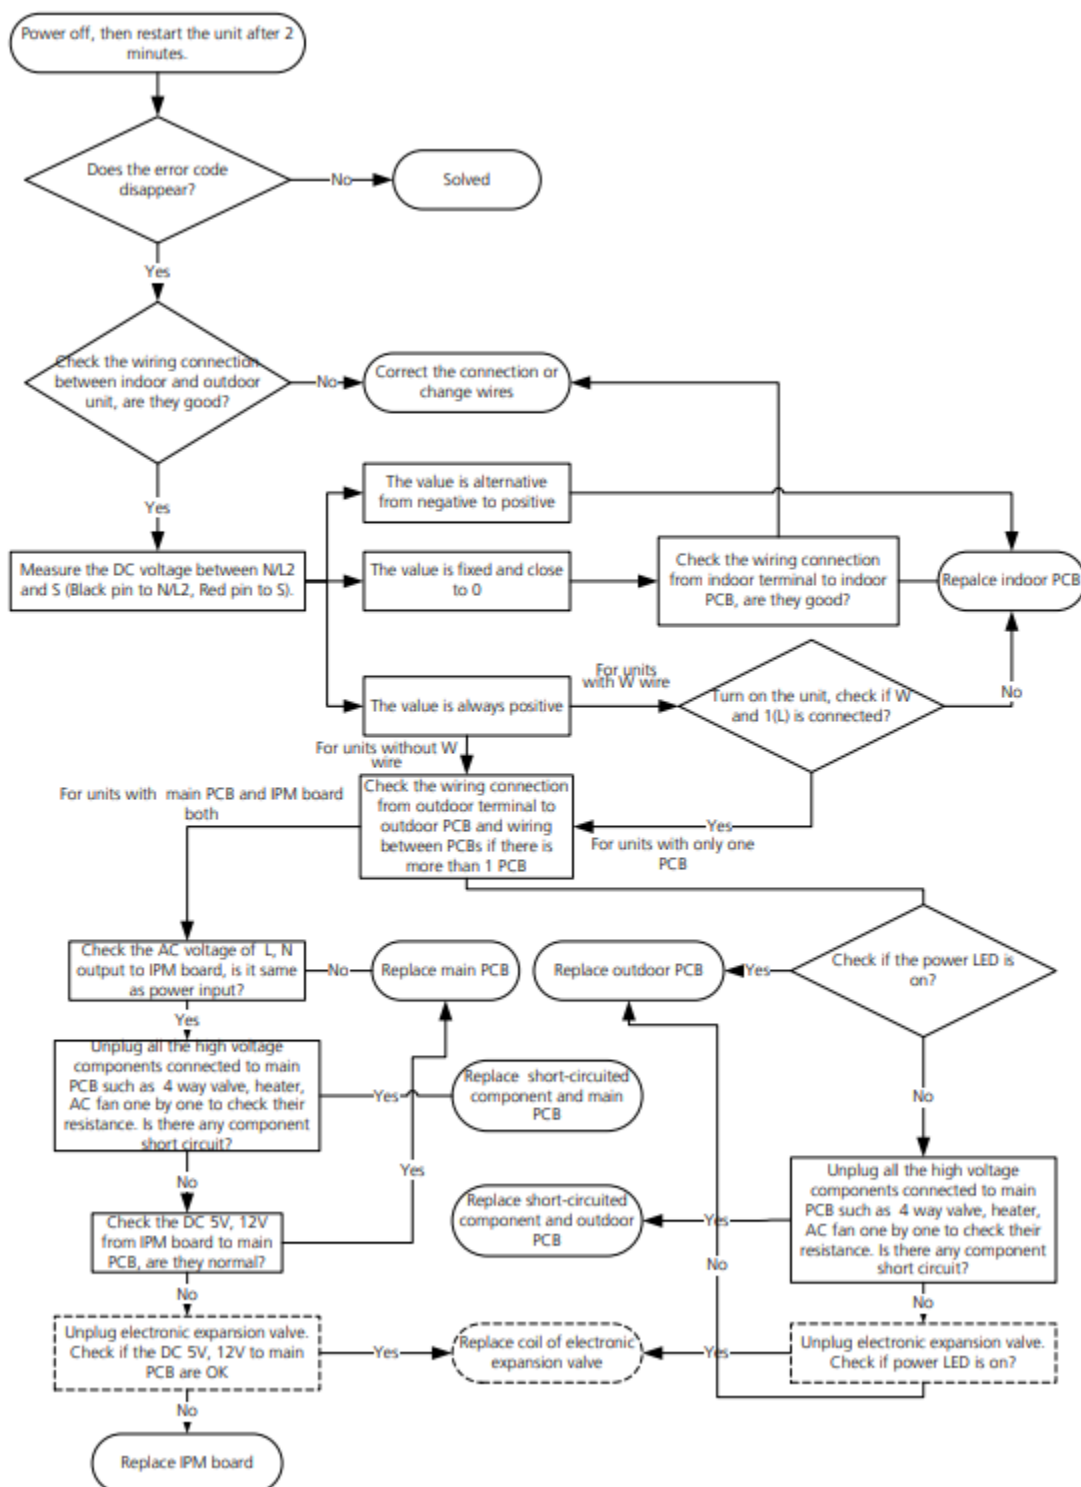 Power off, then restart the unit after 2
minutes.
Does the error code
disappear?
No
Solved
Yes
Check the wiring connection
between indoor and outdoor
unit, are they good?
No
Correct the connection or
change wires
Yes
The value is alternative
from negative to positive
Measure the DC voltage between N/L2
and S (Black pin to N/L2, Red pin to S).
The value is fixed and close
to 0
Check the wiring connection
from indoor terminal to indoor
PCB, are they good?
Repalce indoor PCB
The value is always positive
For units
with W wire
Turn on the unit, check if W
and 1(L) is connected?
No
For units without W
wire
For units with main PCB and IPM board
both
Check the wiring connection
from outdoor terminal to
outdoor PCB and wiring
between PCBs if there is
more than 1 PCB
Yes
For units with only one
PCB
Check the AC voltage of L, N
output to IPM board, is it same
as power input?
No
Replace main PCB
Replace outdoor PCB
Yes
Check if the power LED is
on?
Yes
Unplug all the high voltage
components connected to main
PCB such as 4 way valve, heater,
AC fan one by one to check their
resistance. Is there any component
short circuit?
Yes
Replace short-circuited
component and main
PCB
No
No
Yes
Check the DC 5V, 12V
from IPM board to main
PCB, are they normal?
Replace short-circuited
component and outdoor
PCB
Yes
Unplug all the high voltage
components connected to main
PCB such as 4 way valve, heater,
AC fan one by one to check their
resistance. Is there any component
short circuit?
No
No
No
Unplug electronic expansion valve.
Check if the DC 5V, 12V to main
PCB are OK
Yes
Replace coil of electronic
expansion valve
Yes
Unplug electronic expansion valve.
Check if power LED is on?
No
Replace IPM board